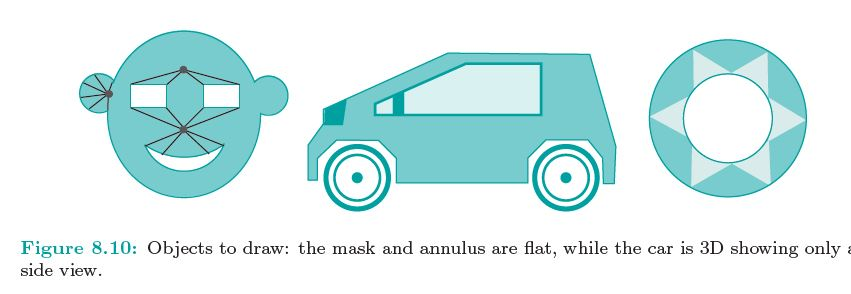 Figure 8.10: Objects to draw: the mask and annulus are flat, while the car is 3D showing only a
side view.